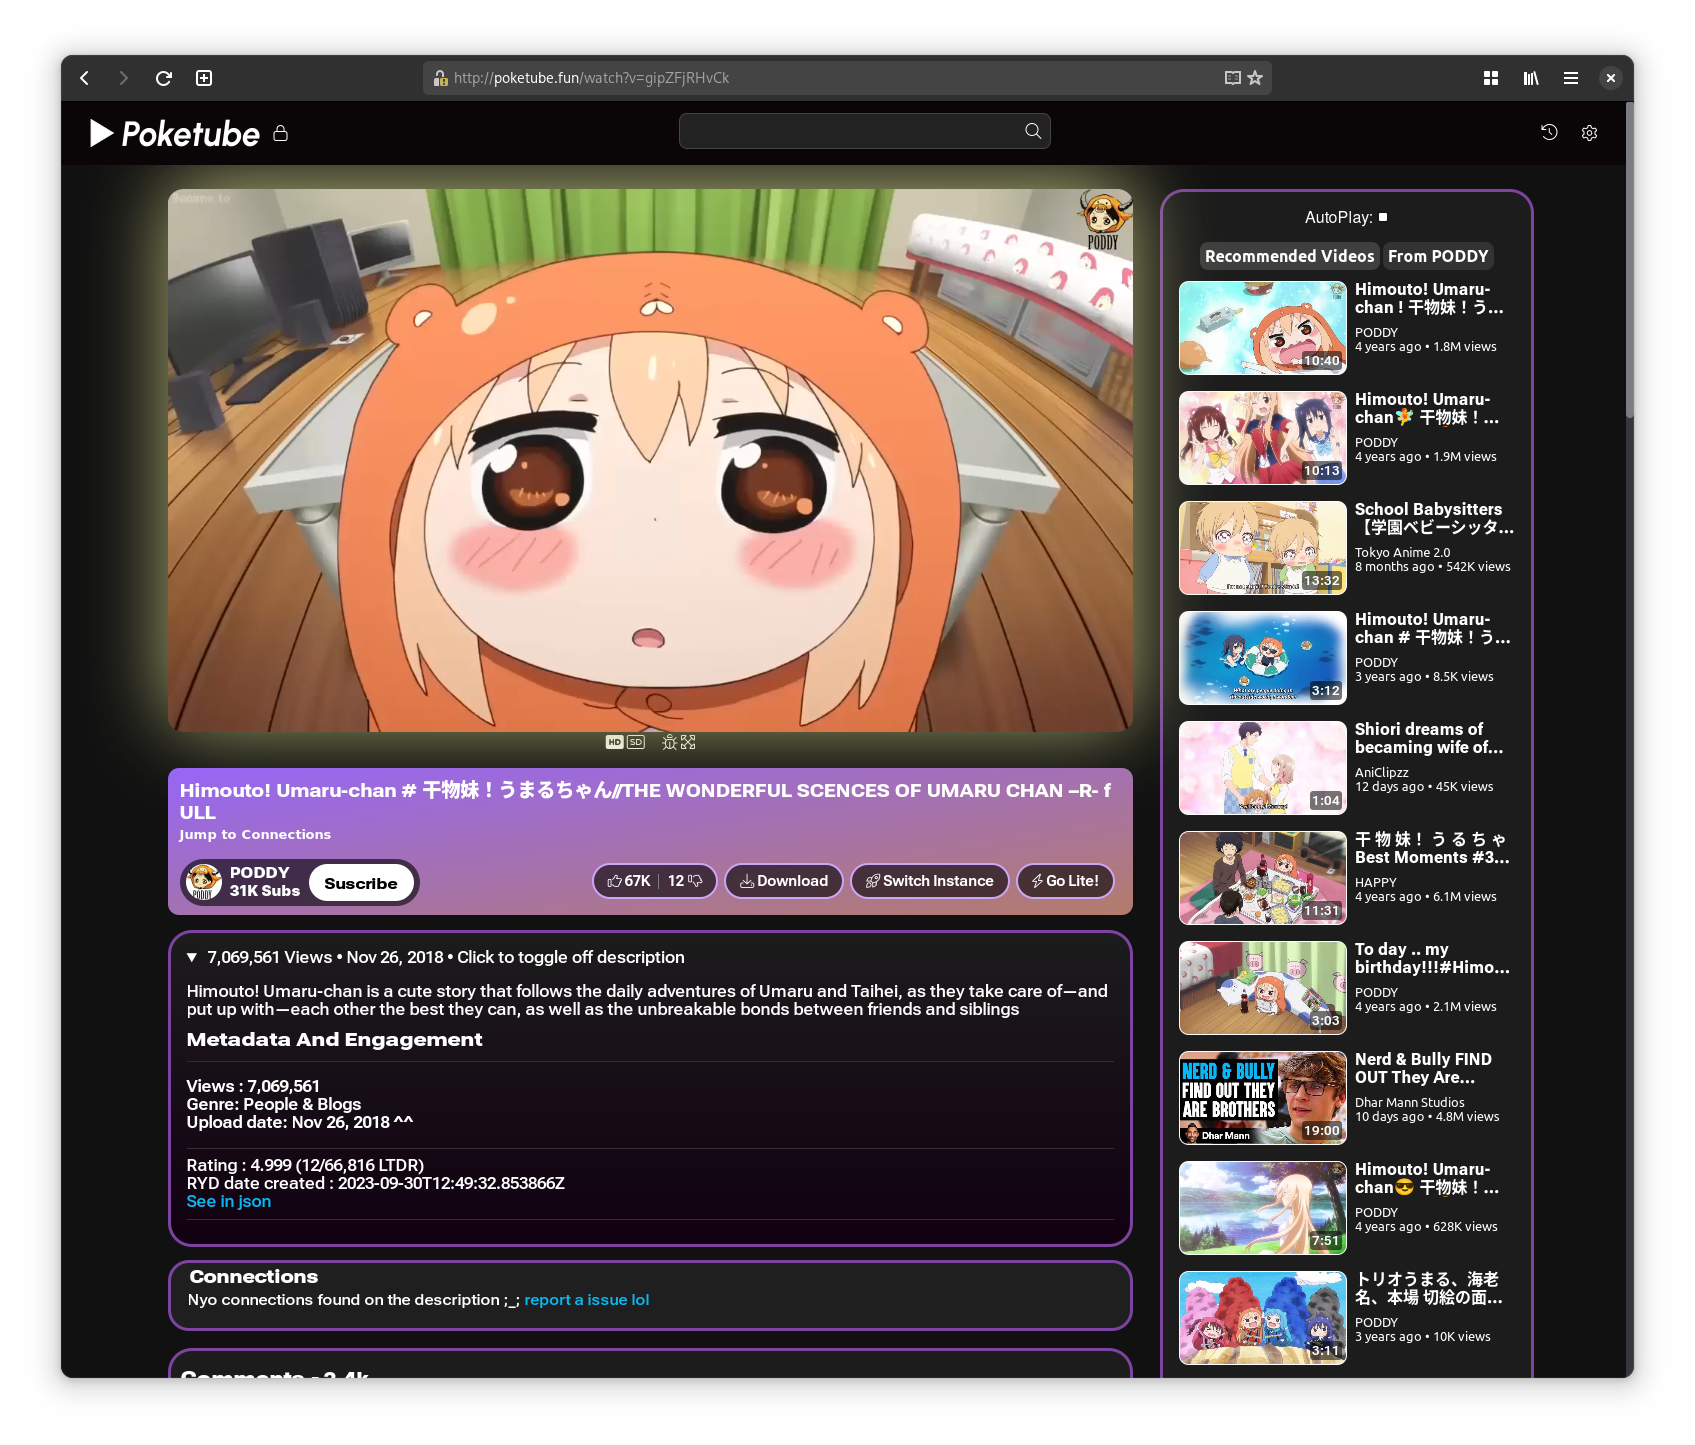 http://poketube.fun/watch?v=gipZFjRHvCk
Poketube
9anime.to
PODDY
HD SD
Himouto! Umaru-chan # 干物妹！うまるちゃん//THE WONDERFUL SCENCES OF UMARU CHAN –R- f
ULL
Jump to Connections
PODDY
31K Subs
Suscribe
67K | 12
Download
Switch Instance
Go Lite!
▼ 7,069,561 Views • Nov 26, 2018 • Click to toggle off description
Himouto! Umaru-chan is a cute story that follows the daily adventures of Umaru and Taihei, as they take care of—and
put up with—each other the best they can, as well as the unbreakable bonds between friends and siblings
Metadata And Engagement
Views : 7,069,561
Genre: People & Blogs
Upload date: Nov 26, 2018 ^^
Rating : 4.999 (12/66,816 LTDR)
RYD date created : 2023-09-30T12:49:32.853866Z
See in json
Connections
Nyo connections found on the description ;_; report a issue lol
Comments - 2.4k
AutoPlay:
Recommended Videos
From PODDY
10:40
Himouto! Umaru-
chan ! 干物妹！う...
PODDY
4 years ago • 1.8M views
10:13
Himouto! Umaru-
chan🧚 干物妹！...
PODDY
4 years ago • 1.9M views
13:32
School Babysitters
【学園ベビーシッタ...
Tokyo Anime 2.0
8 months ago • 542K views
3:12
Himouto! Umaru-
chan # 干物妹！う...
PODDY
3 years ago • 8.5K views
1:04
Shiori dreams of
becaming wife of...
AniClipzz
12 days ago • 45K views
11:31
干 物 妹！ う る ち ゃ
Best Moments #3...
HAPPY
4 years ago • 6.1M views
3:03
To day .. my
birthday!!!#Himo...
PODDY
4 years ago • 2.1M views
NERD & BULLY
FIND OUT THEY
ARE BROTHERS
Dhar Mann
19:00
Nerd & Bully FIND
OUT They Are...
Dhar Mann Studios
10 days ago • 4.8M views
7:51
Himouto! Umaru-
chan😎 干物妹！...
PODDY
4 years ago • 628K views
3:11
トリオうまる、海老
名、本場 切絵の面...
PODDY
3 years ago • 10K views